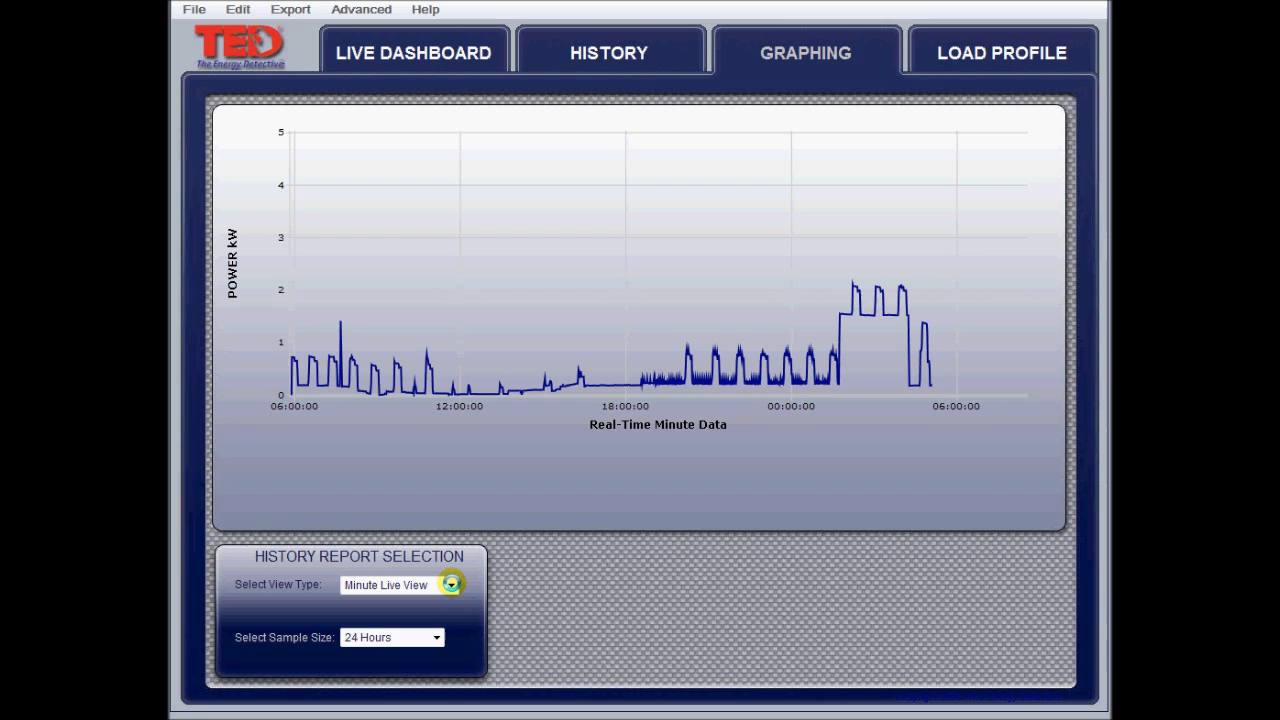 File Edit Export Advanced Help
TED
The Energy Detective
LIVE DASHBOARD HISTORY GRAPHING LOAD PROFILE
5
4
3
2
1
0
POWER kW
06:00:00 12:00:00 18:00:00 00:00:00 06:00:00
Real-Time Minute Data
HISTORY REPORT SELECTION
Select View Type: Minute Live View
Select Sample Size: 24 Hours